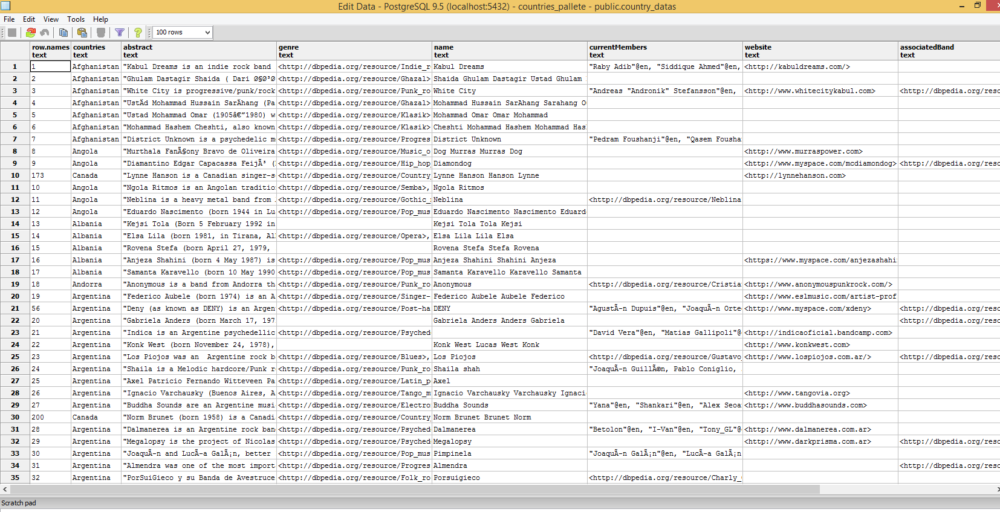 Edit Data - PostgreSQL 9.5 (localhost:5432) - countries_pallete - public.country_datas
File Edit View Tools Help
100 rows
row.names countries abstract genre name currentMembers website associatedBand
text text text text text text text text
1 1 Afghanistan "Kabul Dreams is an indie rock band <http://dbpedia.org/resource/Indie_r Kabul Dreams "Raby Adib"@en, "Siddique Ahmed"@en, <http://kabuldreams.com/>
2 2 Afghanistan "Ghulam Dastagir Shaida ( Dari Ø§Ø³Ø <http://dbpedia.org/resource/Ghazal> Shaida Ghulam Dastagir Ustad Ghulam
3 3 Afghanistan "White City is progressive/punk/rock <http://dbpedia.org/resource/Punk_ro White City "Andreas "Andronik" Stefansson"@en, <http://www.whitecitykabul.com> <http://dbpedia.org/reso
4 4 Afghanistan "UstÄd Mohammad Hussain SarÄhang (Pa <http://dbpedia.org/resource/Ghazal> Mohammad Hussain SarAhang Sarahang O
5 5 Afghanistan "Ustad Mohammad Omar (1905â€"1980) w <http://dbpedia.org/resource/Klasik> Mohammad Omar Omar Mohammad
6 6 Afghanistan "Mohammad Hashem Cheshti, also known <http://dbpedia.org/resource/Klasik> Cheshti Mohammad Hashem Mohammad Has
7 7 Afghanistan "District Unknown is a psychedelic m <http://dbpedia.org/resource/Progres District Unknown "Pedram Foushanji"@en, "Qasem Fousha
8 8 Angola "Murthala FanÃ§ony Bravo de Oliveira <http://dbpedia.org/resource/Music_o Dog Murras Murras Dog <http://www.murraspower.com>
9 9 Angola "Diamantino Edgar Capacassa FeijÃ³ ( <http://dbpedia.org/resource/Hip_hop Diamondog <http://www.myspace.com/mcdiamondog> <http://dbpedia.org/reso
10 173 Canada "Lynne Hanson is a Canadian singer-s <http://dbpedia.org/resource/Country Lynne Hanson Hanson Lynne <http://lynnehanson.com>
11 10 Angola "Ngola Ritmos is an Angolan traditio <http://dbpedia.org/resource/Semba>, Ngola Ritmos
12 11 Angola "Neblina is a heavy metal band from <http://dbpedia.org/resource/Gothic_ Neblina <http://dbpedia.org/resource/Neblina
13 12 Angola "Eduardo Nascimento (born 1944 in Lu <http://dbpedia.org/resource/Pop_mus Eduardo Nascimento Nascimento Eduard
14 13 Albania "Kejsi Tola (Born 5 February 1992 in Kejsi Tola Tola Kejsi
15 14 Albania "Elsa Lila (born 1981, in Tirana, Al <http://dbpedia.org/resource/Opera>, Elsa Lila Lila Elsa
16 15 Albania "Rovena Stefa (born April 27, 1979, Rovena Stefa Stefa Rovena
17 16 Albania "Anjeza Shahini (born 4 May 1987) is <http://dbpedia.org/resource/Pop_mus Anjeza Shahini Shahini Anjeza <https://www.myspace.com/anjezashahi
18 17 Albania "Samanta Karavello (born 10 May 1990 <http://dbpedia.org/resource/Pop_mus Samanta Karavello Karavello Samanta
19 18 Andorra "Anonymous is a band from Andorra th <http://dbpedia.org/resource/Punk_ro Anonymous <http://dbpedia.org/resource/Cristia <http://www.anonymouspunkrock.com/>
20 19 Argentina "Federico Aubele (born 1974) is an A <http://dbpedia.org/resource/Singer- Federico Aubele Aubele Federico <http://www.eslmusic.com/artist-prof
21 56 Argentina "Deny (as known as DENY) is an Argen <http://dbpedia.org/resource/Post-ha DENY "AgustÃ-n Dupuis"@en, "JoaquÃ-n Orte <http://www.myspace.com/xdeny> <http://dbpedia.org/reso
22 20 Argentina "Gabriela Anders (born March 17, 197 Gabriela Anders Anders Gabriela <http://dbpedia.org/reso
23 21 Argentina "Indica is an Argentine psychedellic <http://dbpedia.org/resource/Psyched "David Vera"@en, "Matias Gallipoli"@ <http://indicaoficial.bandcamp.com>
24 22 Argentina "Konk West (born November 24, 1978), Konk West Lucas West Konk <http://www.konkwest.com>
25 23 Argentina "Los Piojos was an  Argentine rock b <http://dbpedia.org/resource/Blues>, Los Piojos <http://dbpedia.org/resource/Gustavo <http://www.lospiojos.com.ar/> <http://dbpedia.org/reso
26 24 Argentina "Shaila is a Melodic hardcore/Punk r <http://dbpedia.org/resource/Punk_ro Shaila shah "JoaquÃ-n GuillÃ©n, Pablo Coniglio,
27 25 Argentina "Axel Patricio Fernando Witteveen Pa <http://dbpedia.org/resource/Latin_p Axel
28 26 Argentina "Ignacio Varchausky (Buenos Aires, A <http://dbpedia.org/resource/Tango_m Ignacio Varchausky Varchausky Ignaci <http://www.tangovia.org>
29 27 Argentina "Buddha Sounds are an Argentine musi <http://dbpedia.org/resource/Electro Buddha Sounds "Yana"@en, "Shankari"@en, "Alex Seoa <http://www.buddhasounds.com>
30 200 Canada "Norm Brunet (born 1958) is a Canadi <http://dbpedia.org/resource/Country Norm Brunet Brunet Norm
31 28 Argentina "Dalmanerea is an Argentine rock ban <http://dbpedia.org/resource/Psyched Dalmanerea "Betolon"@en, "I-Van"@en, "Tony_GL"@ <http://www.dalmanerea.com.ar>
32 29 Argentina "Megalopsy is the project of Nicolas <http://dbpedia.org/resource/Psyched Megalopsy <http://www.darkprisma.com.ar> <http://dbpedia.org/reso
33 30 Argentina "JoaquÃ-n and LucÃ-a GalÃ¡n, better <http://dbpedia.org/resource/Pop_mus Pimpinela "JoaquÃ-n GalÃ¡n"@en, "LucÃ-a GalÃ¡n
34 31 Argentina "Almendra was one of the most import <http://dbpedia.org/resource/Progres Almendra <http://dbpedia.org/reso
35 32 Argentina "PorSuiGieco y su Banda de Avestruce <http://dbpedia.org/resource/Folk_ro Porsuigieco <http://dbpedia.org/resource/Charly_
Scratch pad